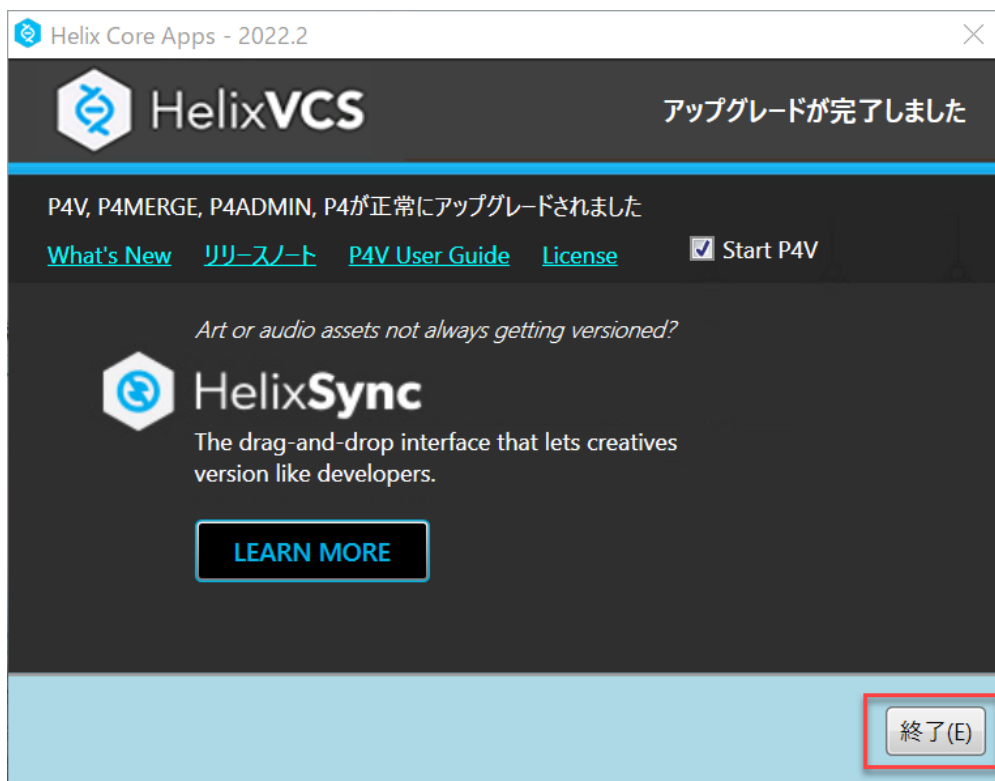 Helix Core Apps - 2022.2
HelixVCS
アップグレードが完了しました
P4V, P4MERGE, P4ADMIN, P4が正常にアップグレードされました
What's New リリースノート P4V User Guide License Start P4V
Art or audio assets not always getting versioned?
HelixSync
The drag-and-drop interface that lets creatives
version like developers.
LEARN MORE
終了(E)